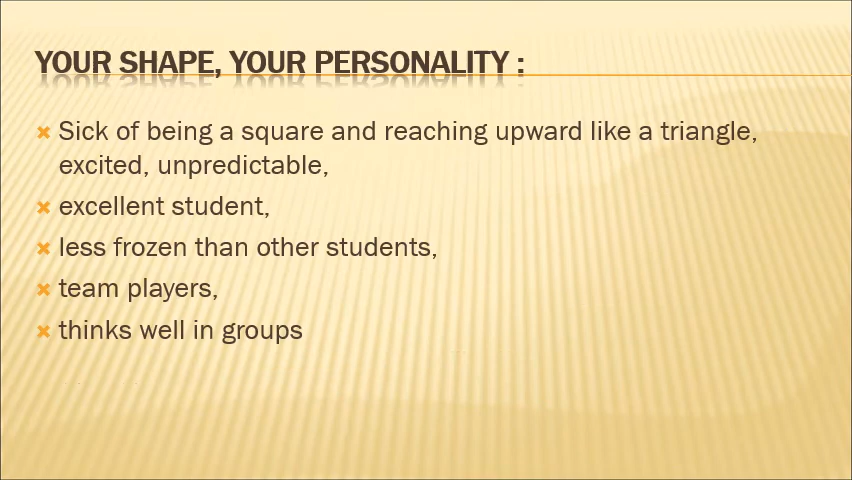 YOUR SHAPE, YOUR PERSONALITY :
Sick of being a square and reaching upward like a triangle,
excited, unpredictable,
excellent student,
less frozen than other students,
team players,
thinks well in groups